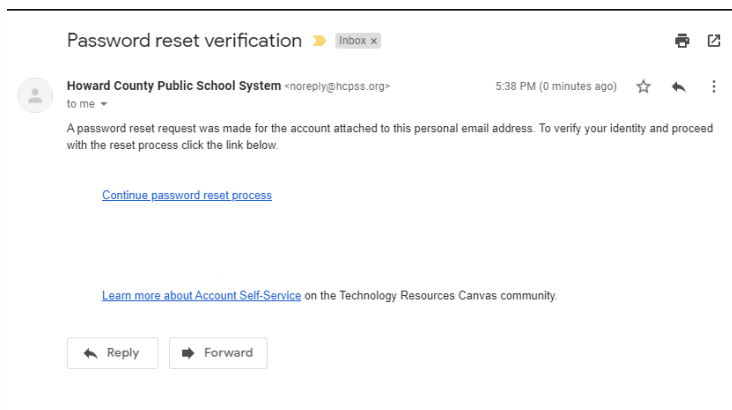 Password reset verification Inbox x
Howard County Public School System <noreply@hcpss.org> 5:38 PM (0 minutes ago)
to me
A password reset request was made for the account attached to this personal email address. To verify your identity and proceed
with the reset process click the link below.
Continue password reset process
Learn more about Account Self-Service on the Technology Resources Canvas community.
Reply Forward